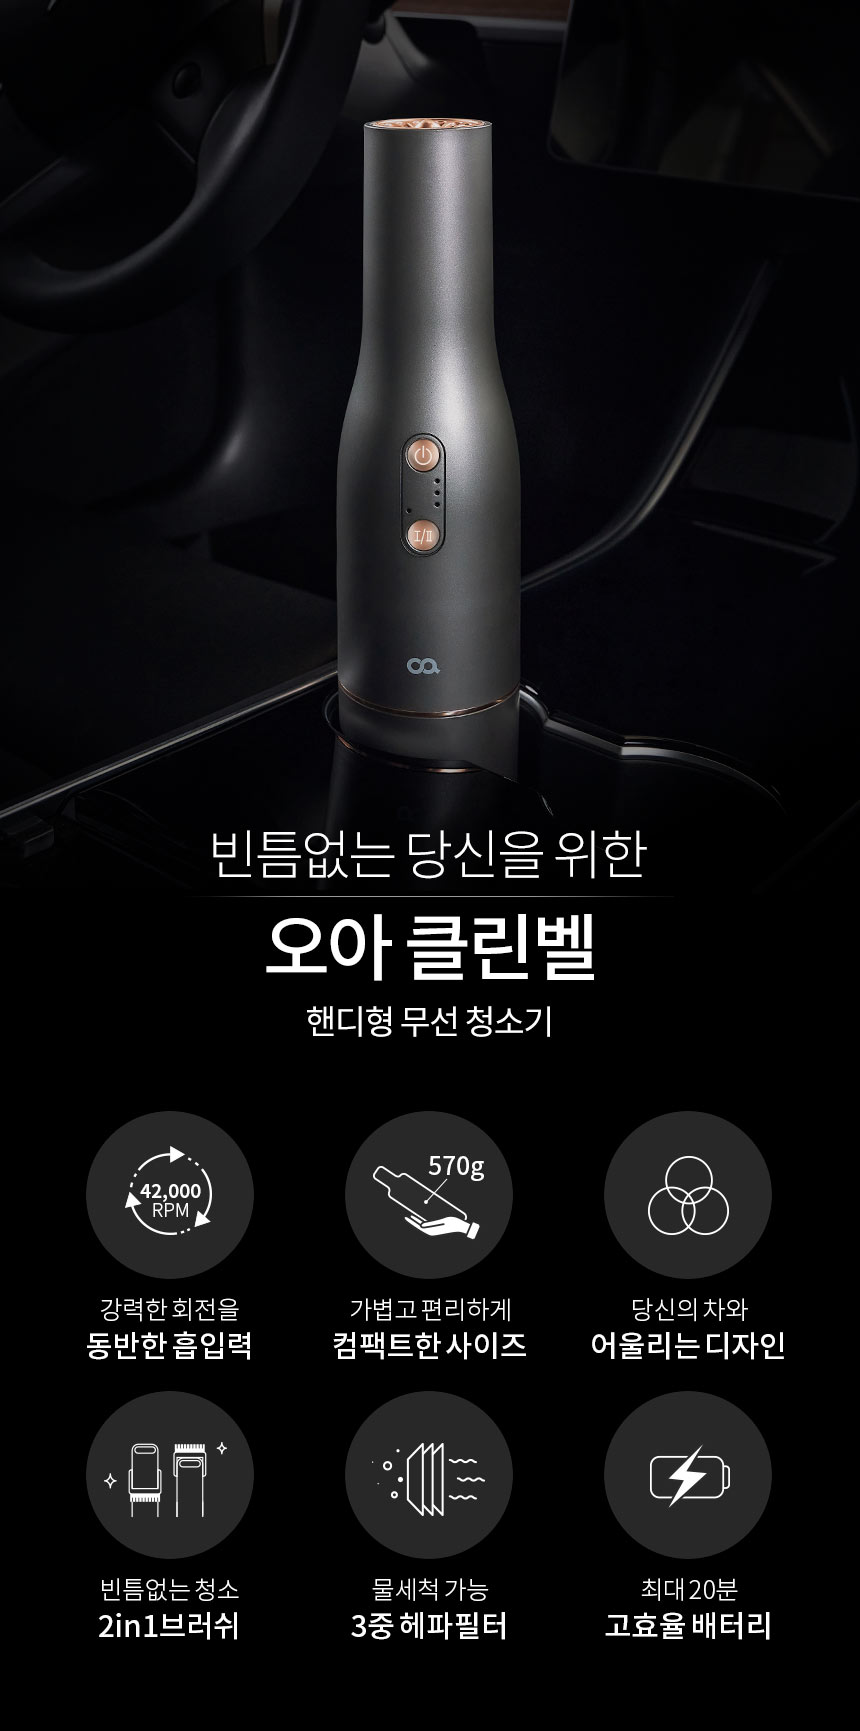 I/II
oa
빈틈없는 당신을 위한
오아 클린벨
핸디형 무선 청소기
42,000
RPM
570g
강력한 회전을
동반한 흡입력
가볍고 편리하게
컴팩트한 사이즈
당신의 차와
어울리는 디자인
빈틈없는 청소
2in1브러쉬
물세척 가능
3중 헤파필터
최대 20분
고효율 배터리